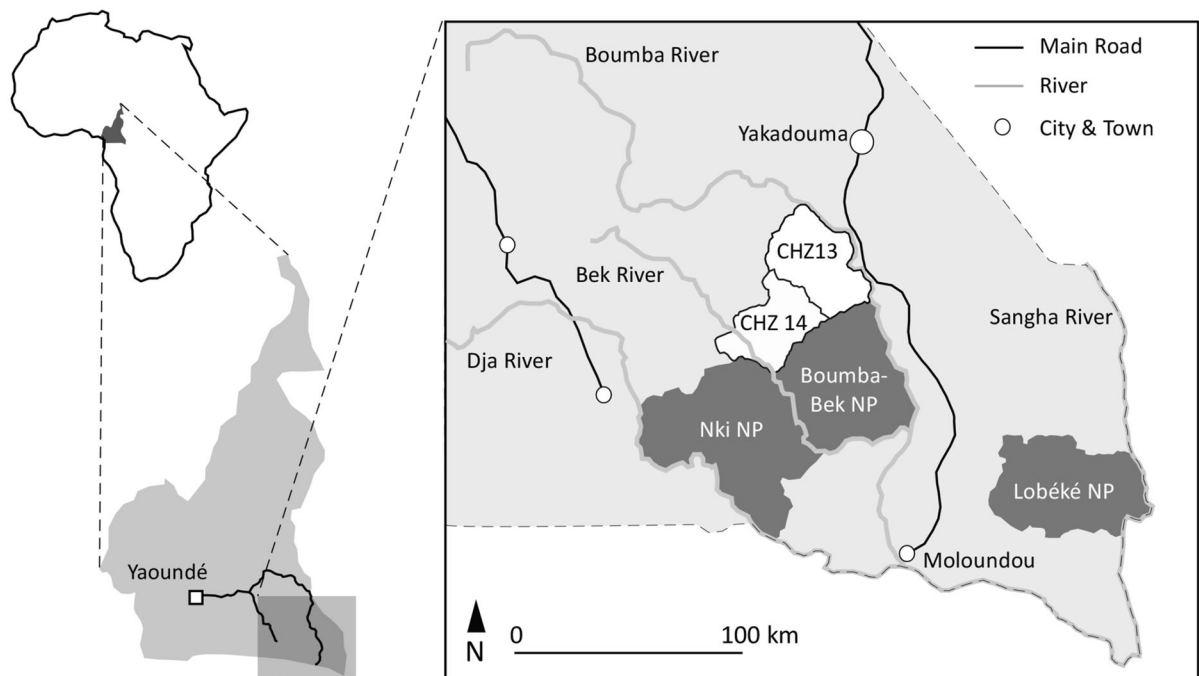 Boumba River
Main Road
River
City & Town
Yakadouma
CHZ13
Bek River
CHZ 14
Sangha River
Dja River
Boumba-
Bek NP
Nki NP
Lobéké NP
Moloundou
Yaoundé
N
0
100 km